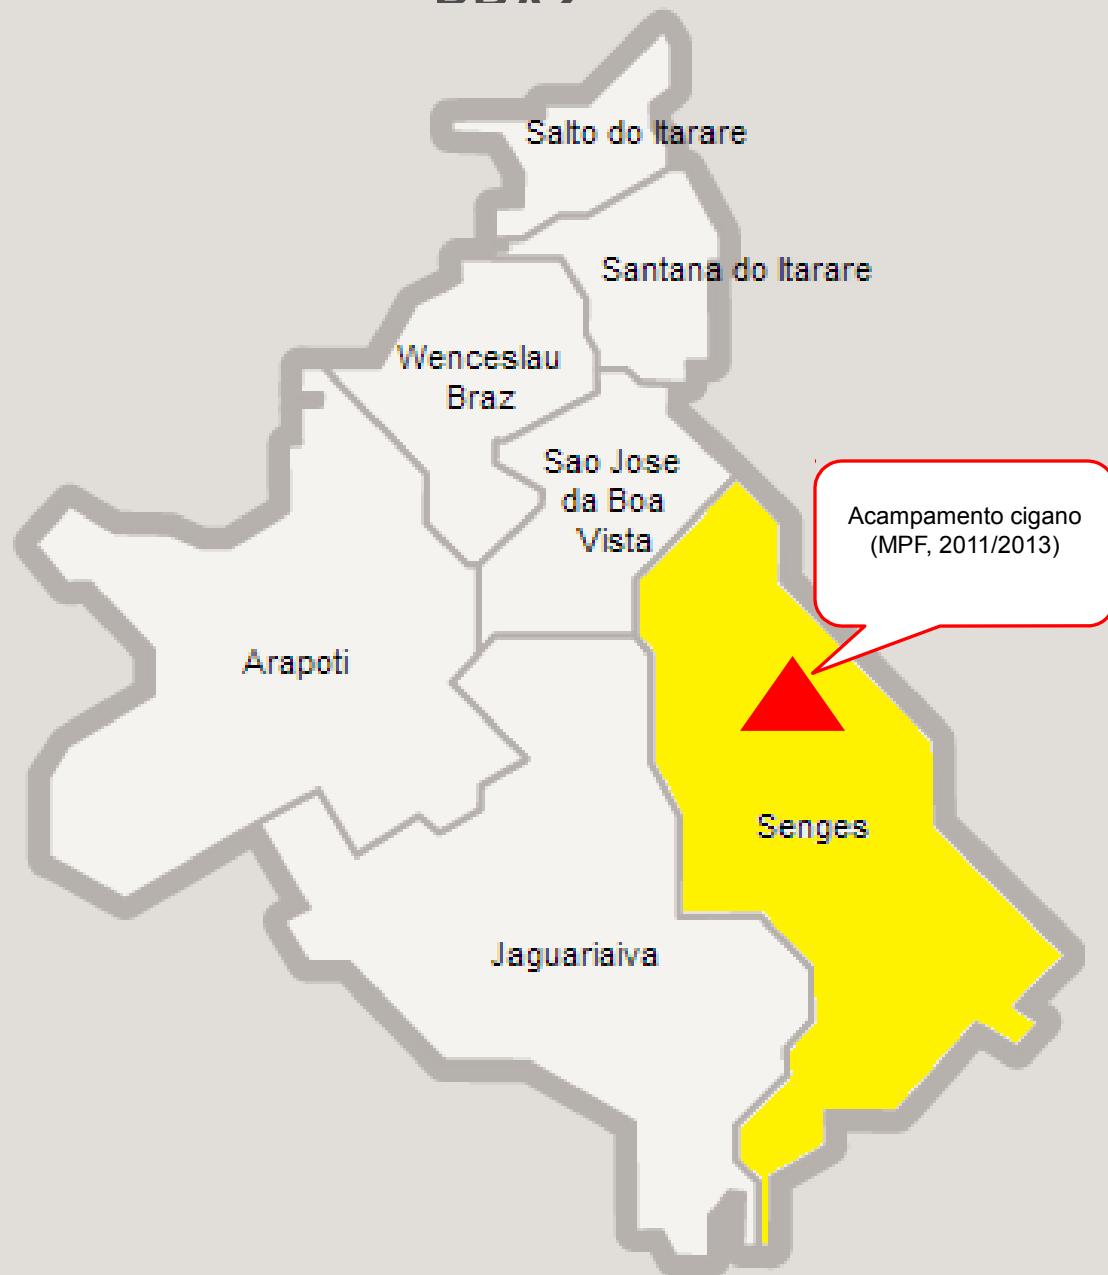 Salto do Itarare
Santana do Itarare
Wenceslau
Braz
Sao Jose
da Boa
Vista
Acampamento cigano
(MPF, 2011/2013)
Arapoti
Senges
Jaguariaiva